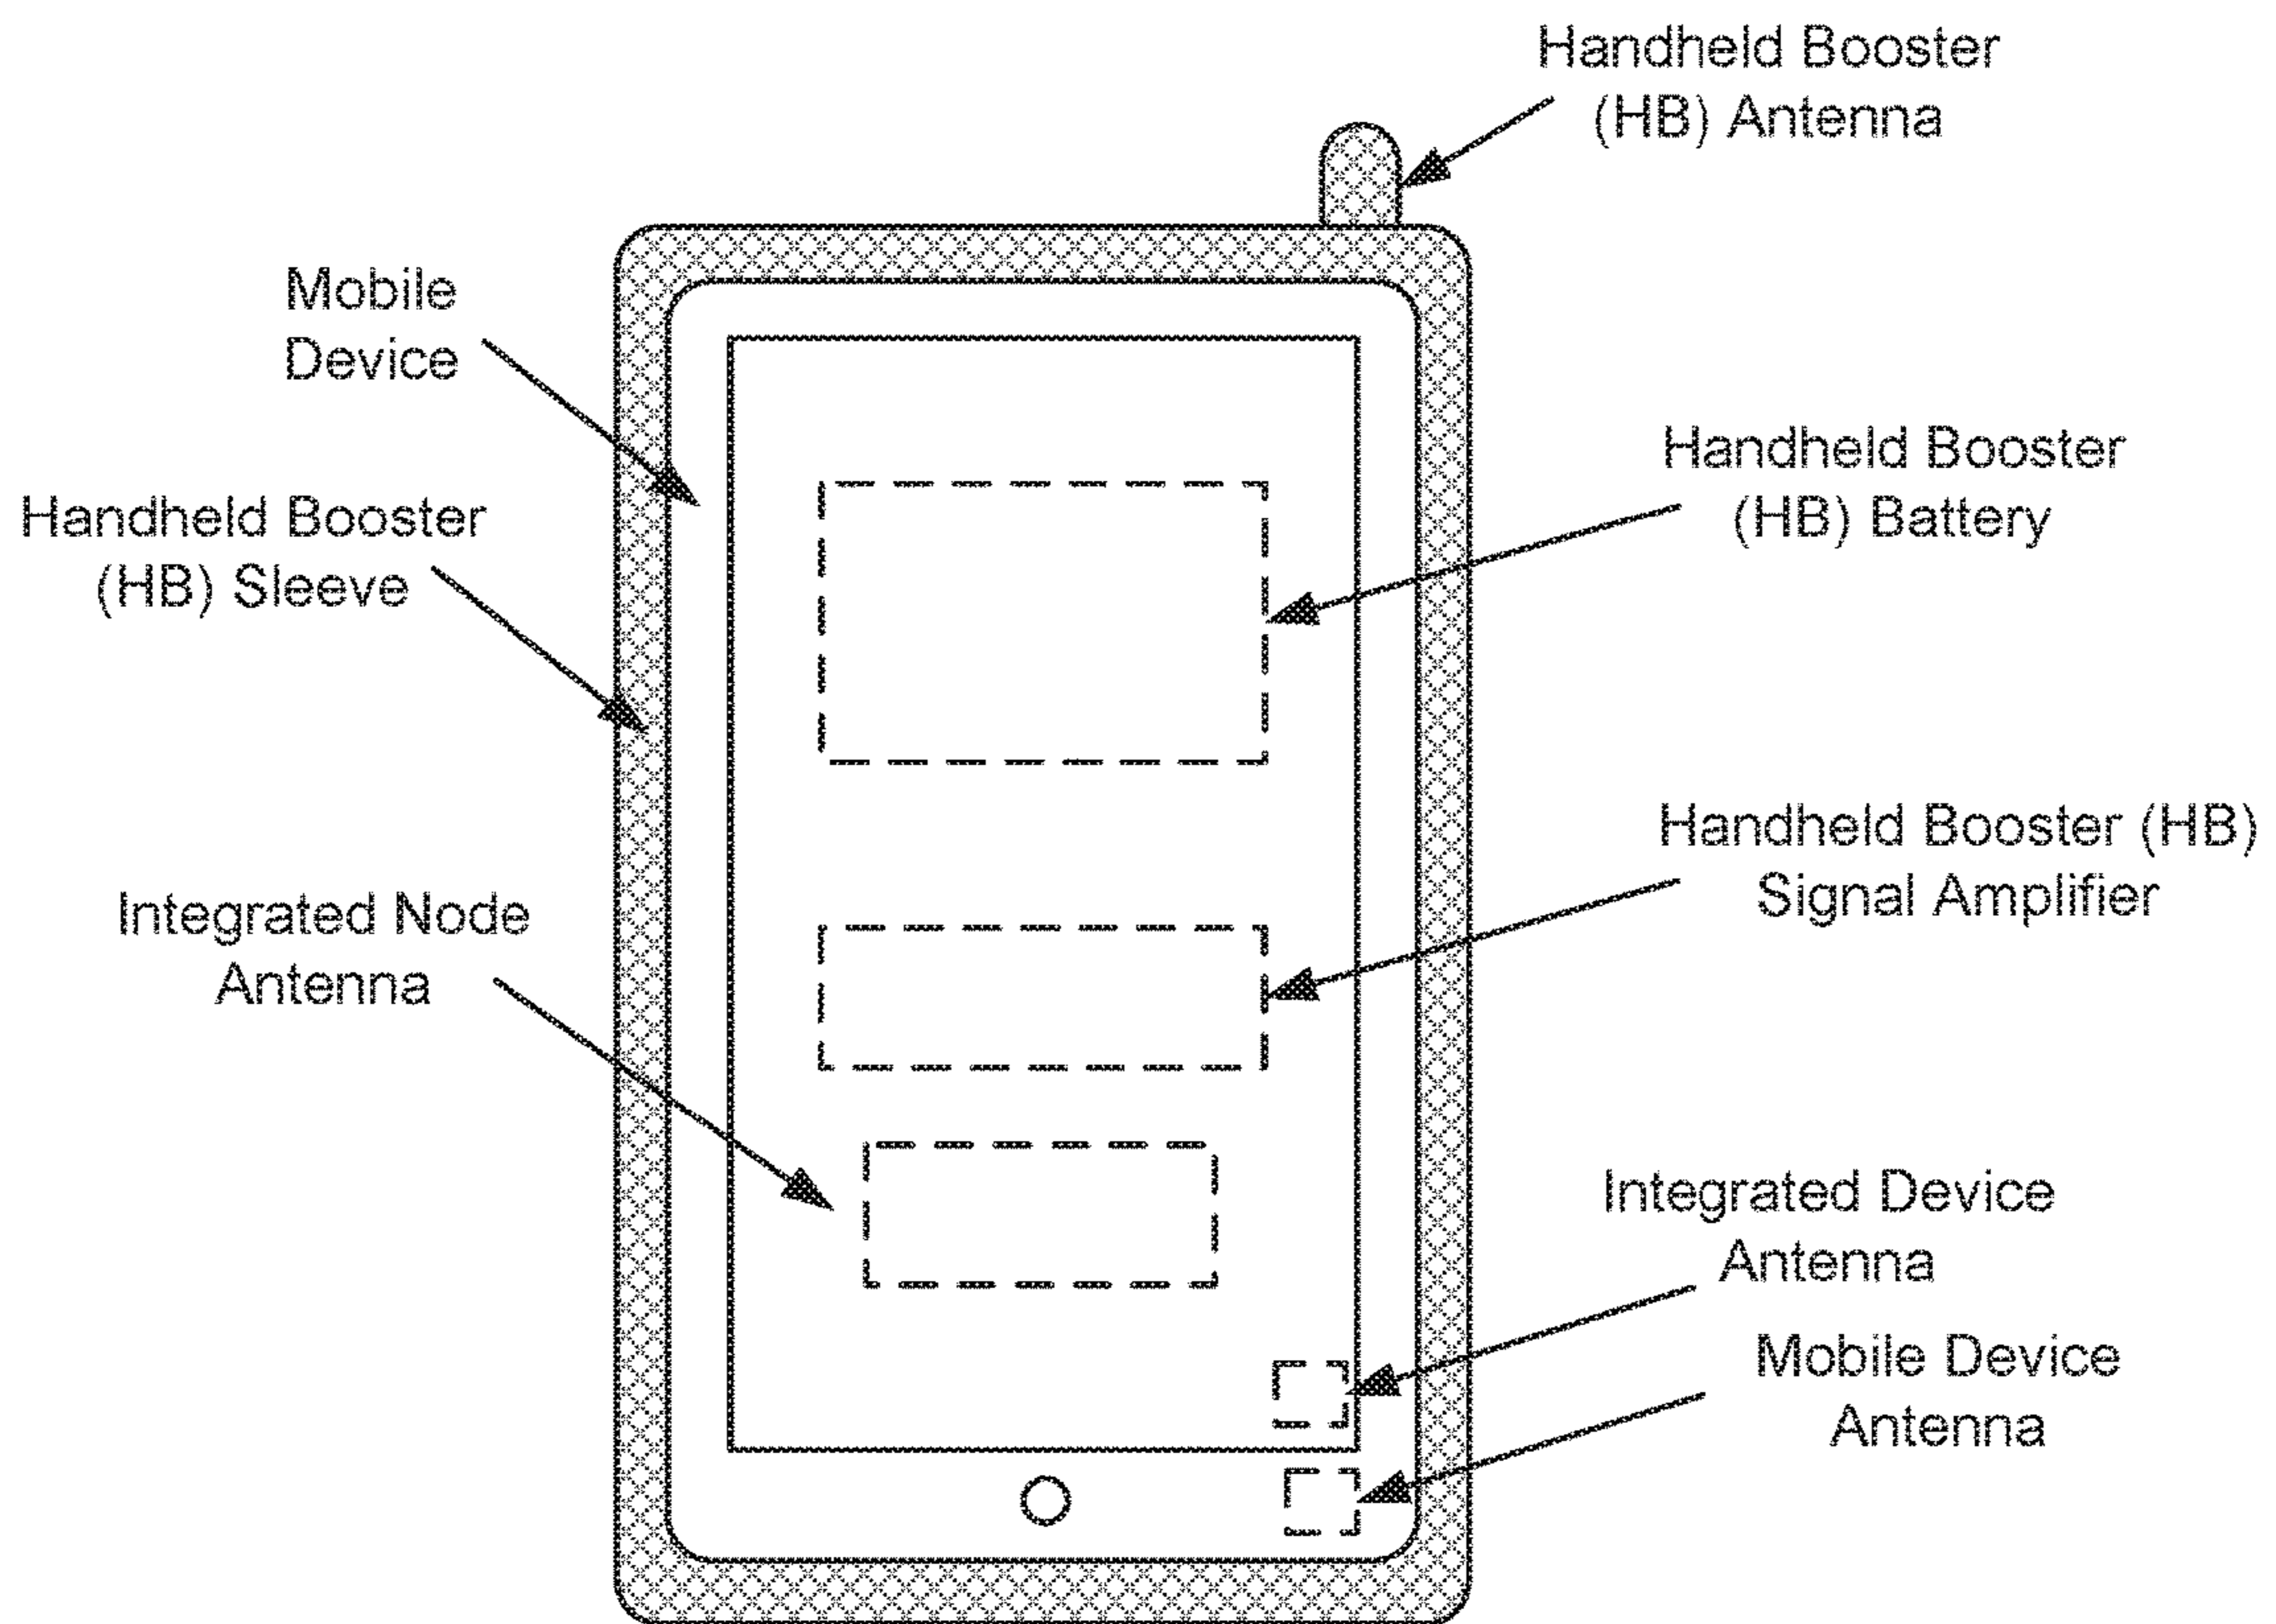 Handheld Booster
(HB) Antenna
Mobile
Device
Handheld Booster
(HB) Battery
Handheld Booster
(HB) Sleeve
Handheld Booster (HB)
Signal Amplifier
Integrated Node
Antenna
Integrated Device
Antenna
Mobile Device
Antenna